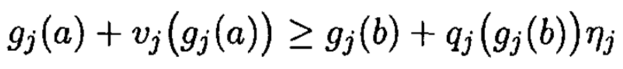 g_j(a) + v_j(g_j(a)) ≥ g_j(b) + q_j(g_j(b))η_j